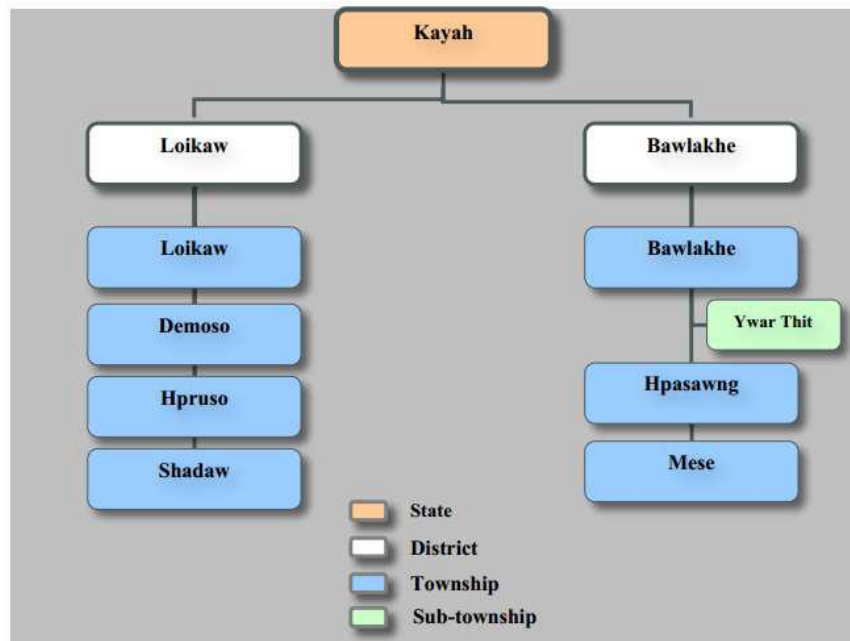 Kayah
Loikaw
Bawlakhe
Loikaw
Bawlakhe
Demoso
Ywar Thit
Hpruso
Hpasawng
Shadaw
Mese
State
District
Township
Sub-township